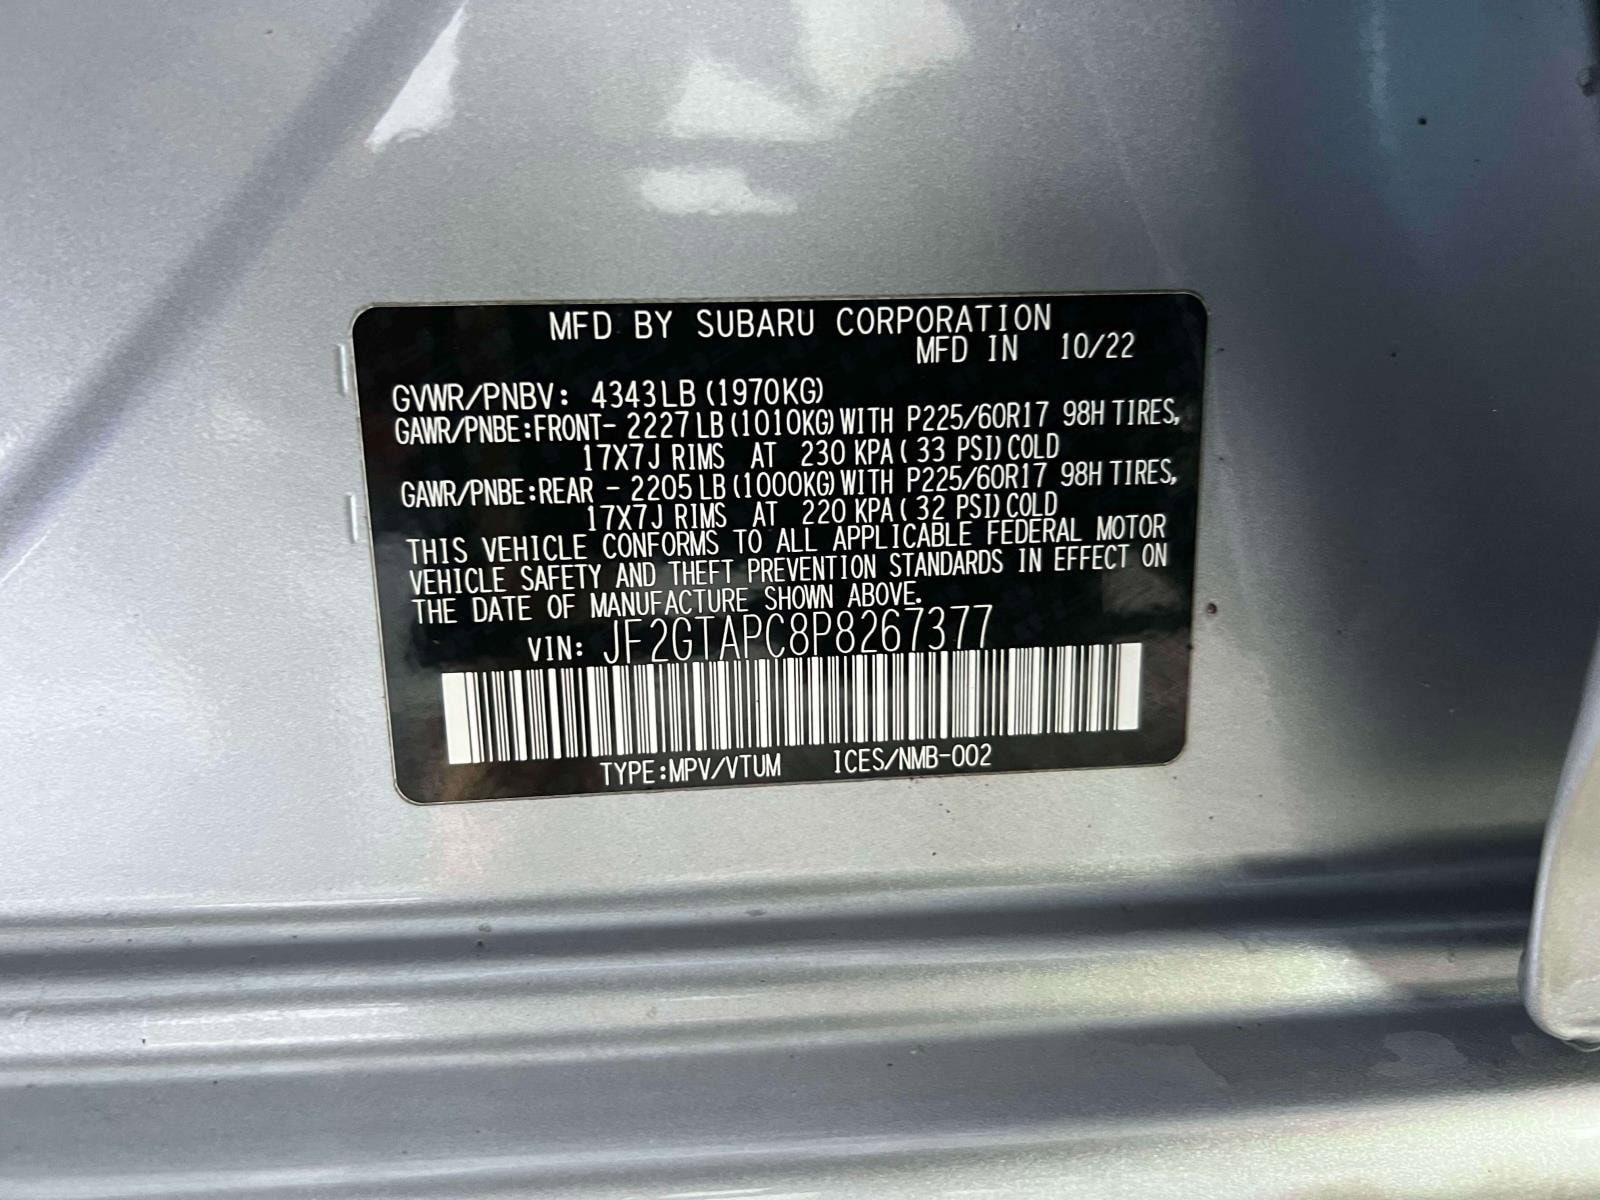 MFD BY SUBARU CORPORATION
MFD IN 10/22
GVWR/PNBV: 4343LB (1970KG)
GAWR/PNBE:FRONT- 2227LB (1010KG) WITH P225/60R17 98H TIRES,
17X7J RIMS AT 230 KPA ( 33 PSI) COLD
GAWR/PNBE:REAR - 2205LB (1000KG) WITH P225/60R17 98H TIRES,
17X7J RIMS AT 220 KPA ( 32 PSI) COLD
THIS VEHICLE CONFORMS TO ALL APPLICABLE FEDERAL MOTOR
VEHICLE SAFETY AND THEFT PREVENTION STANDARDS IN EFFECT ON
THE DATE OF MANUFACTURE SHOWN ABOVE.
VIN: JF2GTAPC8P8267377
TYPE:MPV/VTUM ICES/NMB-002